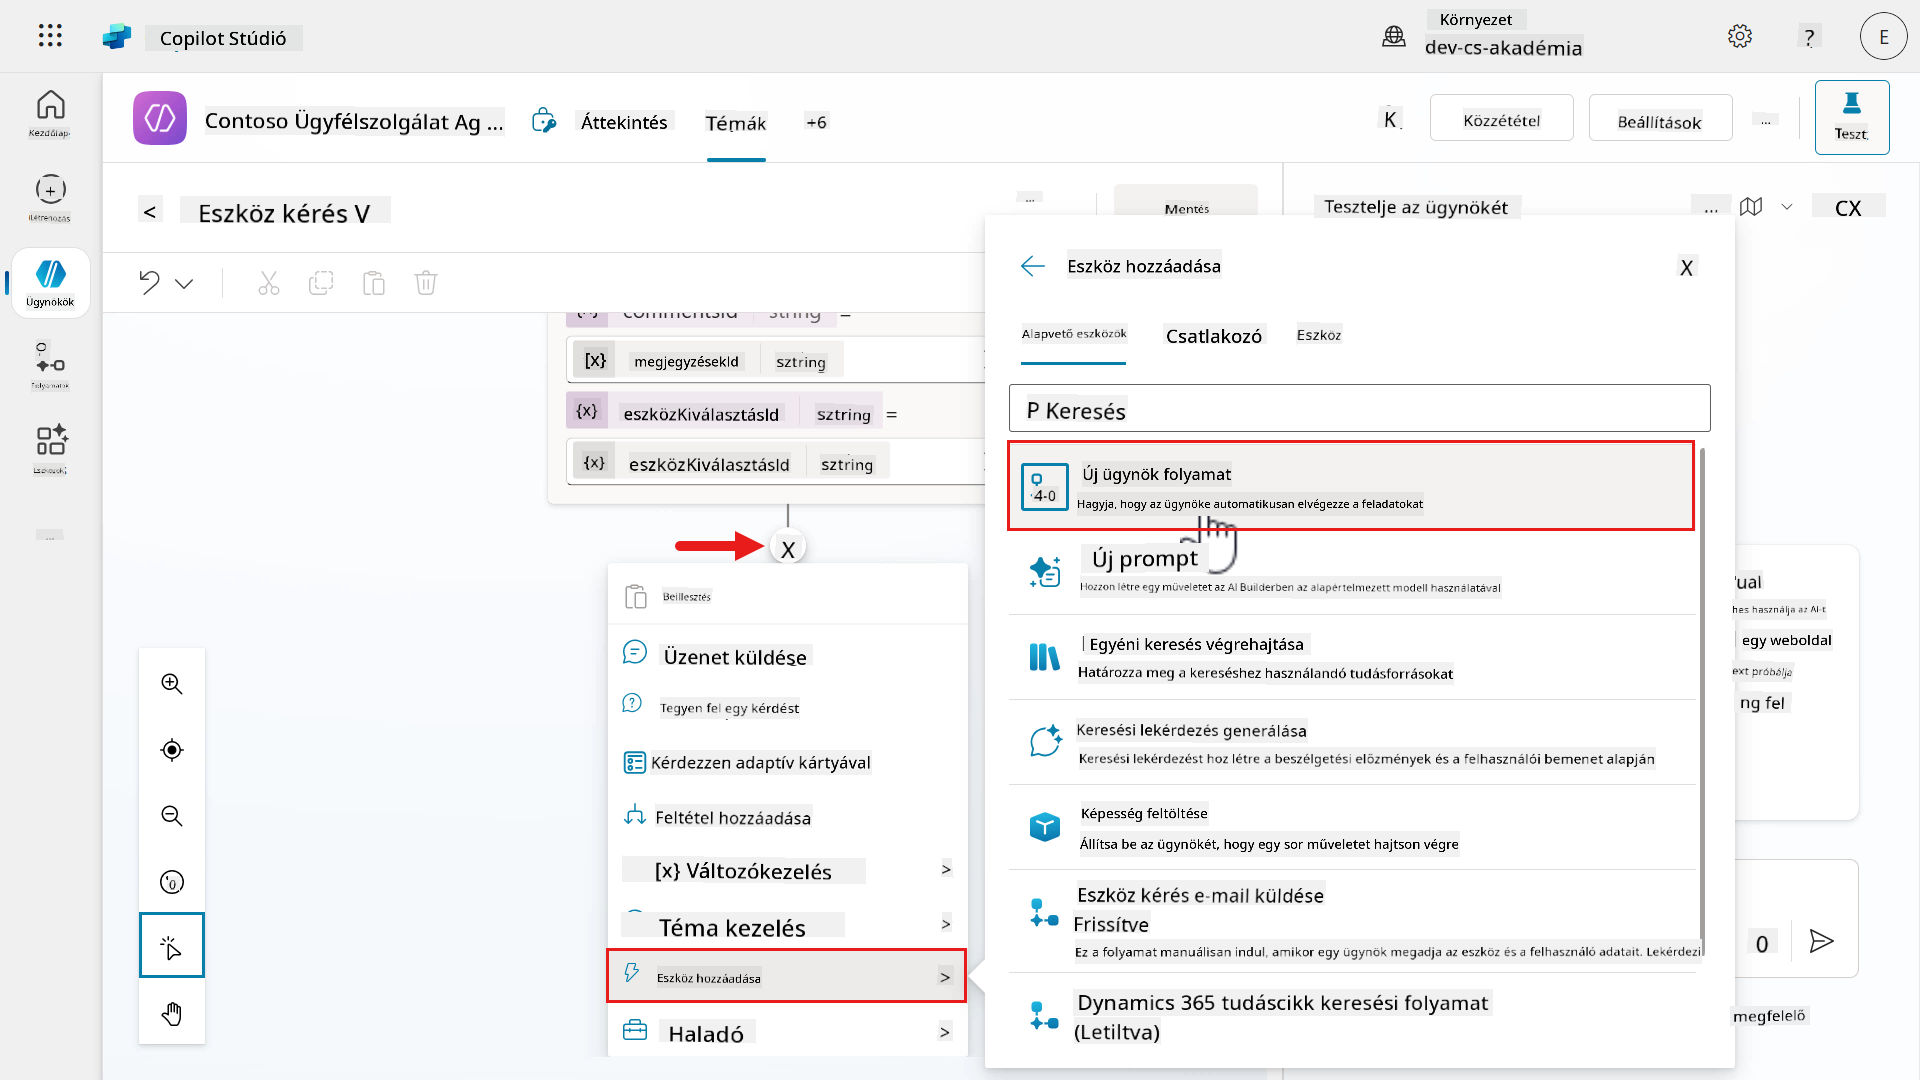 Copilot Stúdió
Környezet
dev-cs-akadémia
?
E
Kezdőlap
Contoso Ügyfélszolgálat Ag ...
Áttekintés
Témák
+6
K
Közzététel
Beállítások
...
Teszt
Létrehozás
<
Eszköz kérés V
...
Mentés
Tesztelje az ügynökét
...
CX
Ügynökök
Folyamatok
Eszközök
...
commentsId
string
=
[x}
megjegyzésekId
sztring
{x}
eszközKiválasztásId
sztring
=
{x}
eszközKiválasztásId
sztring
X
Beillesztés
Üzenet küldése
Tegyen fel egy kérdést
Kérdezzen adaptív kártyával
Feltétel hozzáadása
[x} Változókezelés
>
Téma kezelés
>
Eszköz hozzáadása
>
Haladó
>
Eszköz hozzáadása
X
Alapvető eszközök
Csatlakozó
Eszköz
P Keresés
4-0
Új ügynök folyamat
Hagyja, hogy az ügynöke automatikusan elvégezze a feladatokat
Új prompt
Hozzon létre egy műveletet az AI Builderben az alapértelmezett modell használatával
| Egyéni keresés végrehajtása
Határozza meg a kereséshez használandó tudásforrásokat
Keresési lekérdezés generálása
Keresési lekérdezést hoz létre a beszélgetési előzmények és a felhasználói bemenet alapján
Képesség feltöltése
Állítsa be az ügynökét, hogy egy sor műveletet hajtson végre
Eszköz kérés e-mail küldése
Frissítve
Ez a folyamat manuálisan indul, amikor egy ügynök megadja az eszköz és a felhasználó adatait. Lekérdezi
Dynamics 365 tudáscikk keresési folyamat
(Letiltva)
ual
hes használja az AI-t
egy weboldal
ext próbálja
ng fel
0
megfelelő